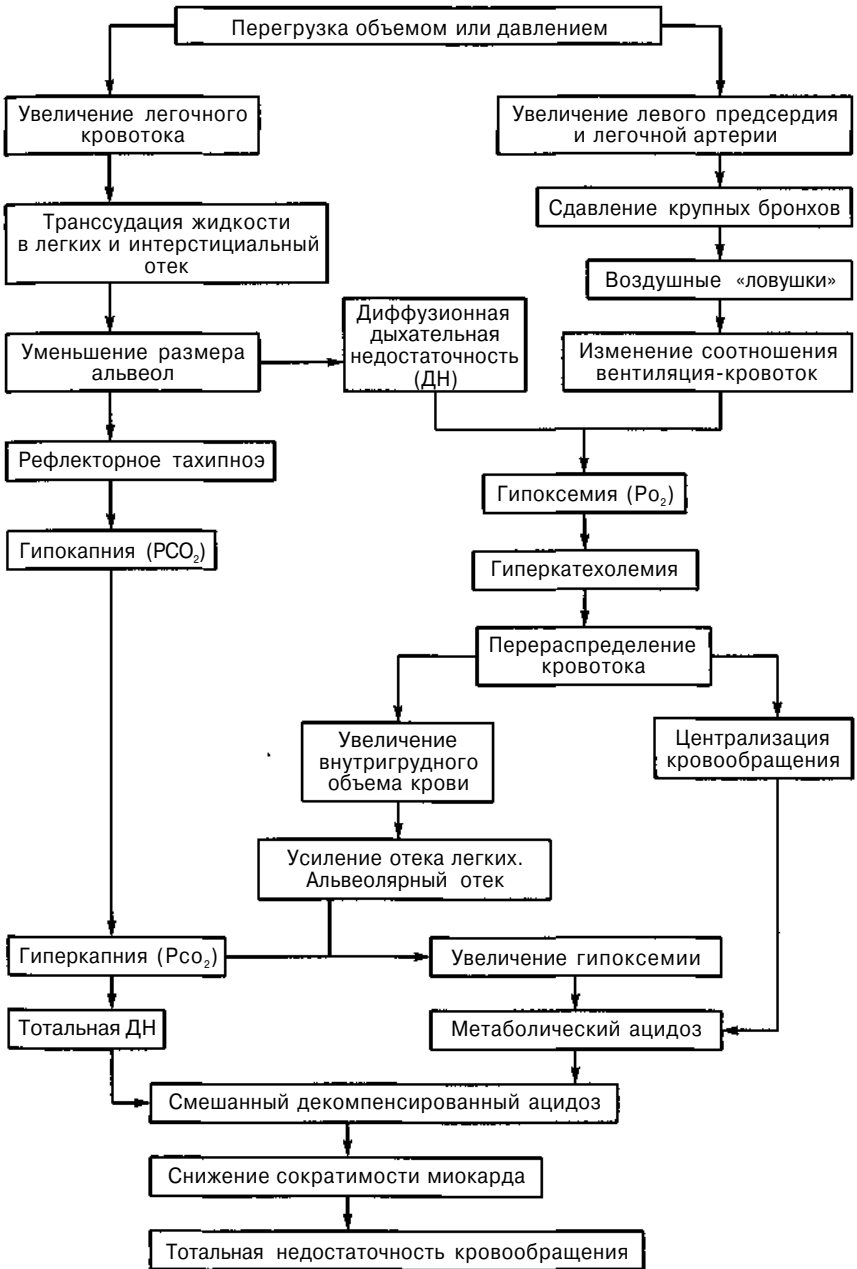 Перегрузка объемом или давлением
Увеличение легочного
кровотока
Увеличение левого предсердия
и легочной артерии
Транссудация жидкости
в легких и интерстициальный
отек
Сдавление крупных бронхов
Воздушные «ловушки»
Уменьшение размера
альвеол
Диффузионная
дыхательная
недостаточность
(ДН)
Изменение соотношения
вентиляция-кровоток
Рефлекторное тахипноэ
Гипоксемия (Po₂)
Гипокапния (PCO₂)
Гиперкатехолемия
Перераспределение
кровотока
Увеличение
внутригрудного
объема крови
Централизация
кровообращения
Усиление отека легких.
Альвеолярный отек
Гиперкапния (Pco₂)
Увеличение гипоксемии
Тотальная ДН
Метаболический ацидоз
Смешанный декомпенсированный ацидоз
Снижение сократимости миокарда
Тотальная недостаточность кровообращения